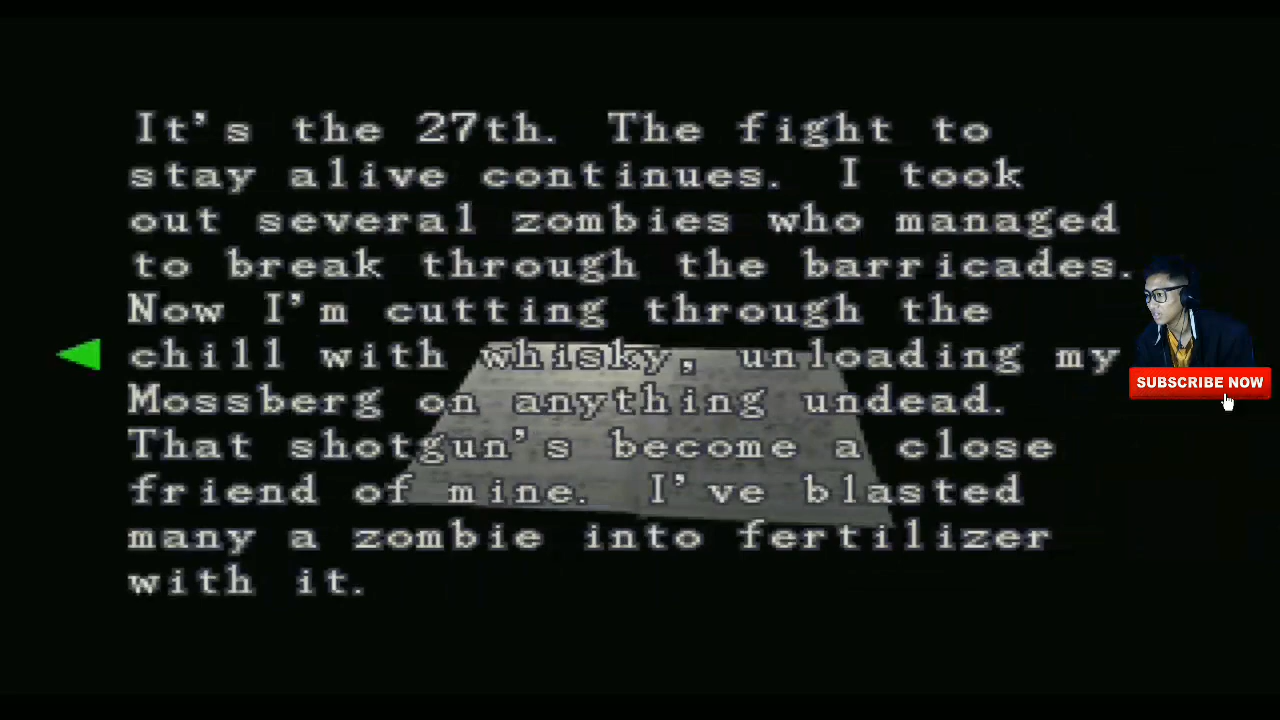 It's the 27th. The fight to
stay alive continues. I took
out several zombies who managed
to break through the barricades.
Now I'm cutting through the
chill with whisky, unloading my
Mossberg on anything undead.
That shotgun's become a close
friend of mine. I've blasted
many a zombie into fertilizer
with it.
SUBSCRIBE NOW